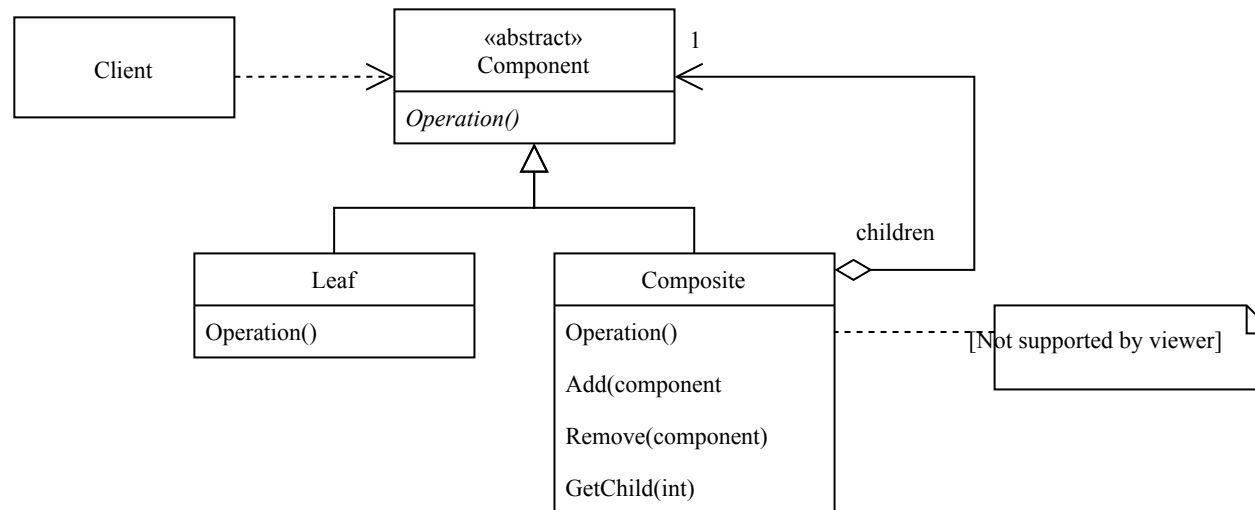 Client
«abstract»
Component
1
Operation()
children
Leaf
Operation()
Composite
Operation()
Add(component
Remove(component)
GetChild(int)
[Not supported by viewer]